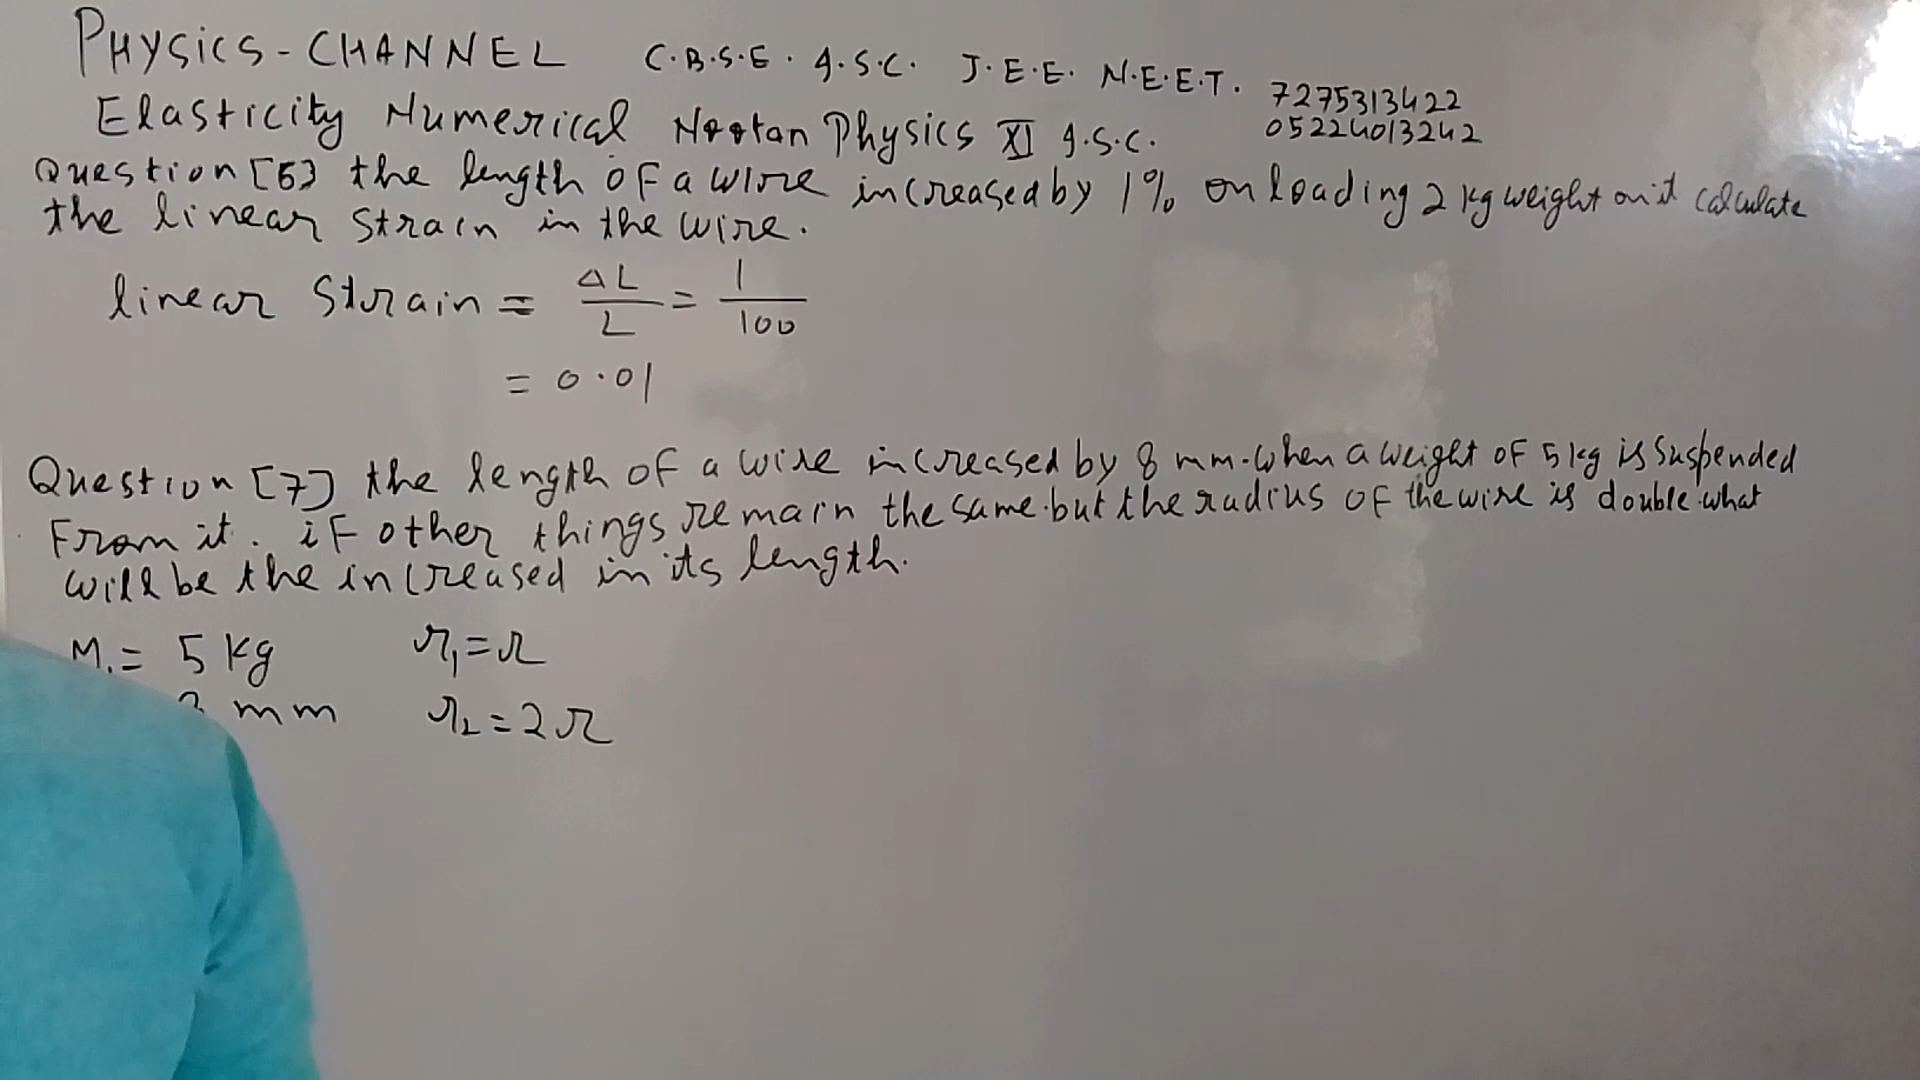 PHYSICS-CHANNEL C.B.S.E. I.S.C. J.E.E. N.E.E.T. 7275313422
05224013242
Elasticity Numerical Nootan Physics XI I.S.C.
Question [6] the length of a wire increased by 1% on loading 2 kg weight on it calculate
the linear strain in the wire.
linear strain = ΔL/L = 1/100
= 0.01
Question [7] the length of a wire increased by 8 mm. when a weight of 5 kg is suspended
From it. if other things remain the same. but the radius of the wire is double. what
will be the increased in its length.
M₁ = 5 kg r₁ = r
mm r₂ = 2r